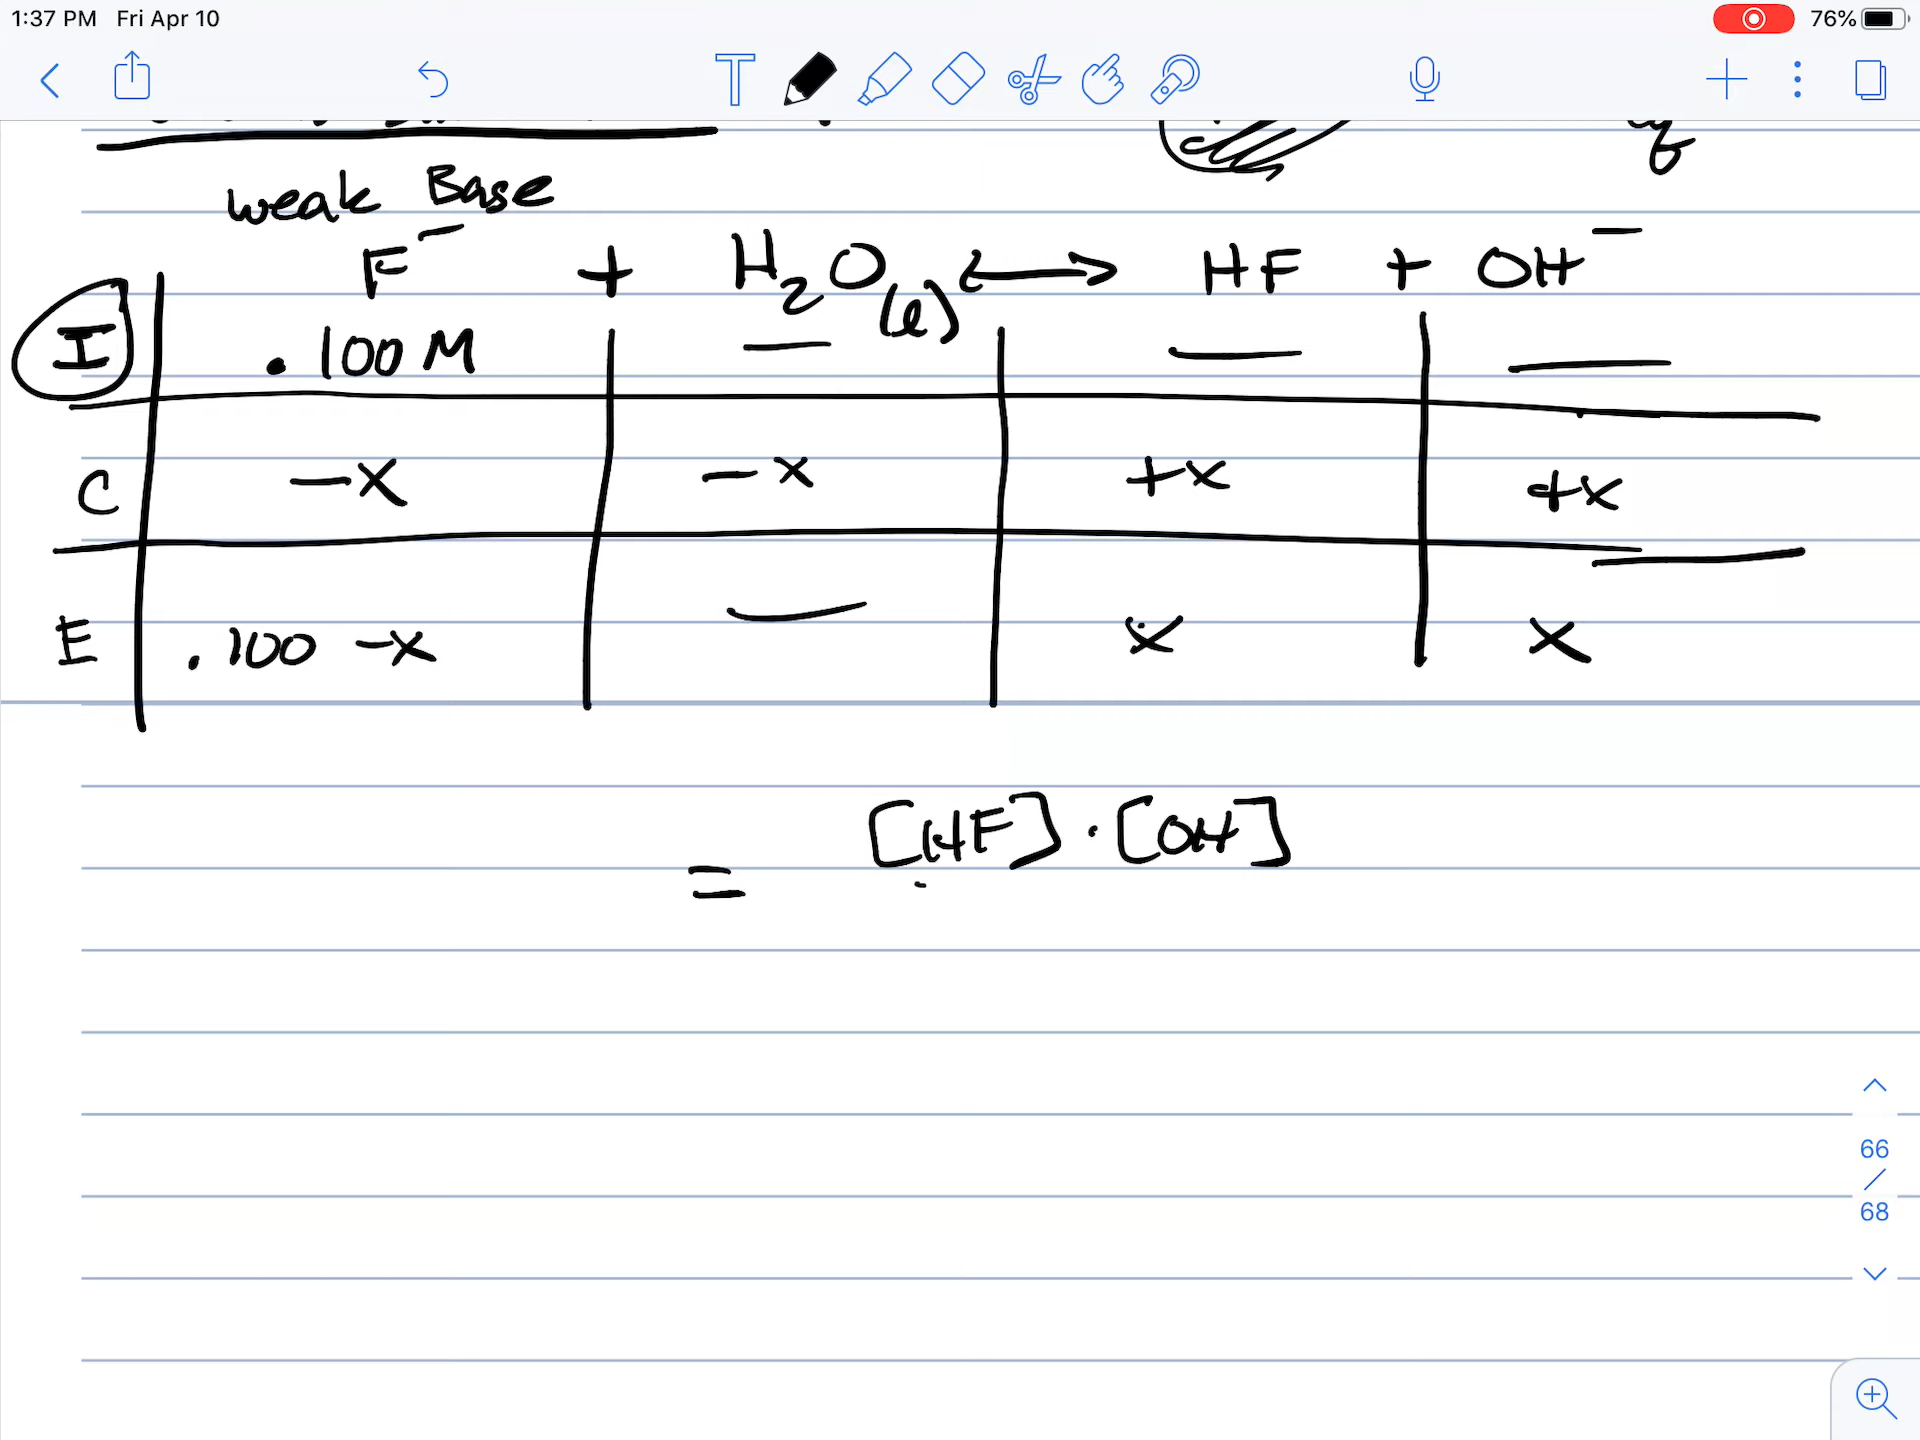 1:37 PM Fri Apr 10 76%
weak Base
F⁻ + H₂O(l) ⟷ HF + OH⁻
I .100 M — — —
C -x -x +x +x
E .100 -x — x x
= [HF] · [OH]
66
/
68